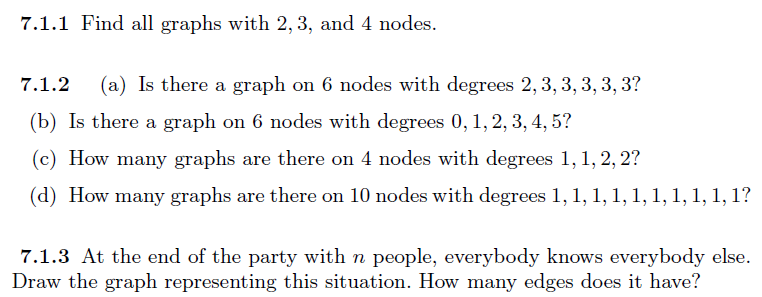 7.1.1 Find all graphs with 2, 3, and 4 nodes.
7.1.2 (a) Is there a graph on 6 nodes with degrees 2, 3, 3, 3, 3, 3?
(b) Is there a graph on 6 nodes with degrees 0, 1, 2, 3, 4, 5?
(c) How many graphs are there on 4 nodes with degrees 1, 1, 2, 2?
(d) How many graphs are there on 10 nodes with degrees 1, 1, 1, 1, 1, 1, 1, 1, 1, 1?
7.1.3 At the end of the party with n people, everybody knows everybody else.
Draw the graph representing this situation. How many edges does it have?